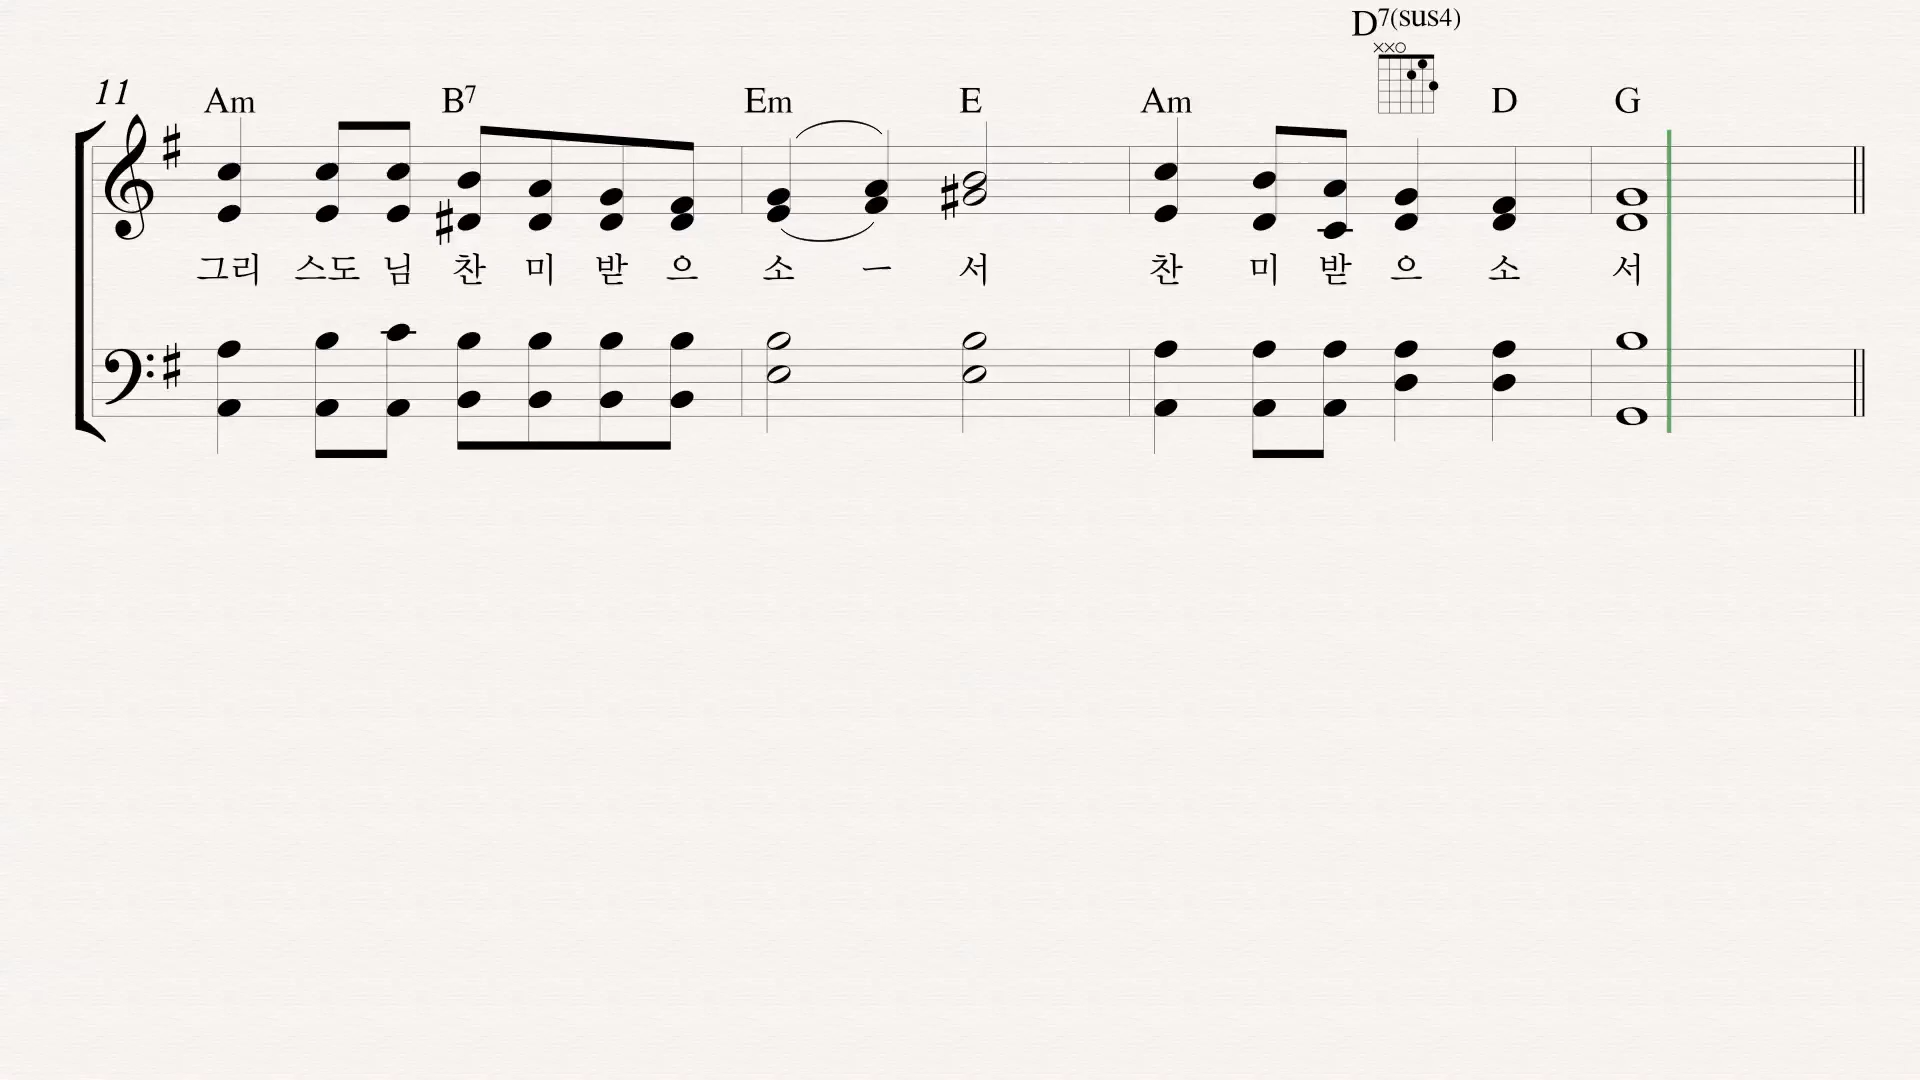 D7(sus4)
xxo
11 Am B7 Em E Am D G
그리 스도 님 찬 미 받 으 소 ㅡ 서 찬 미 받 으 소 서